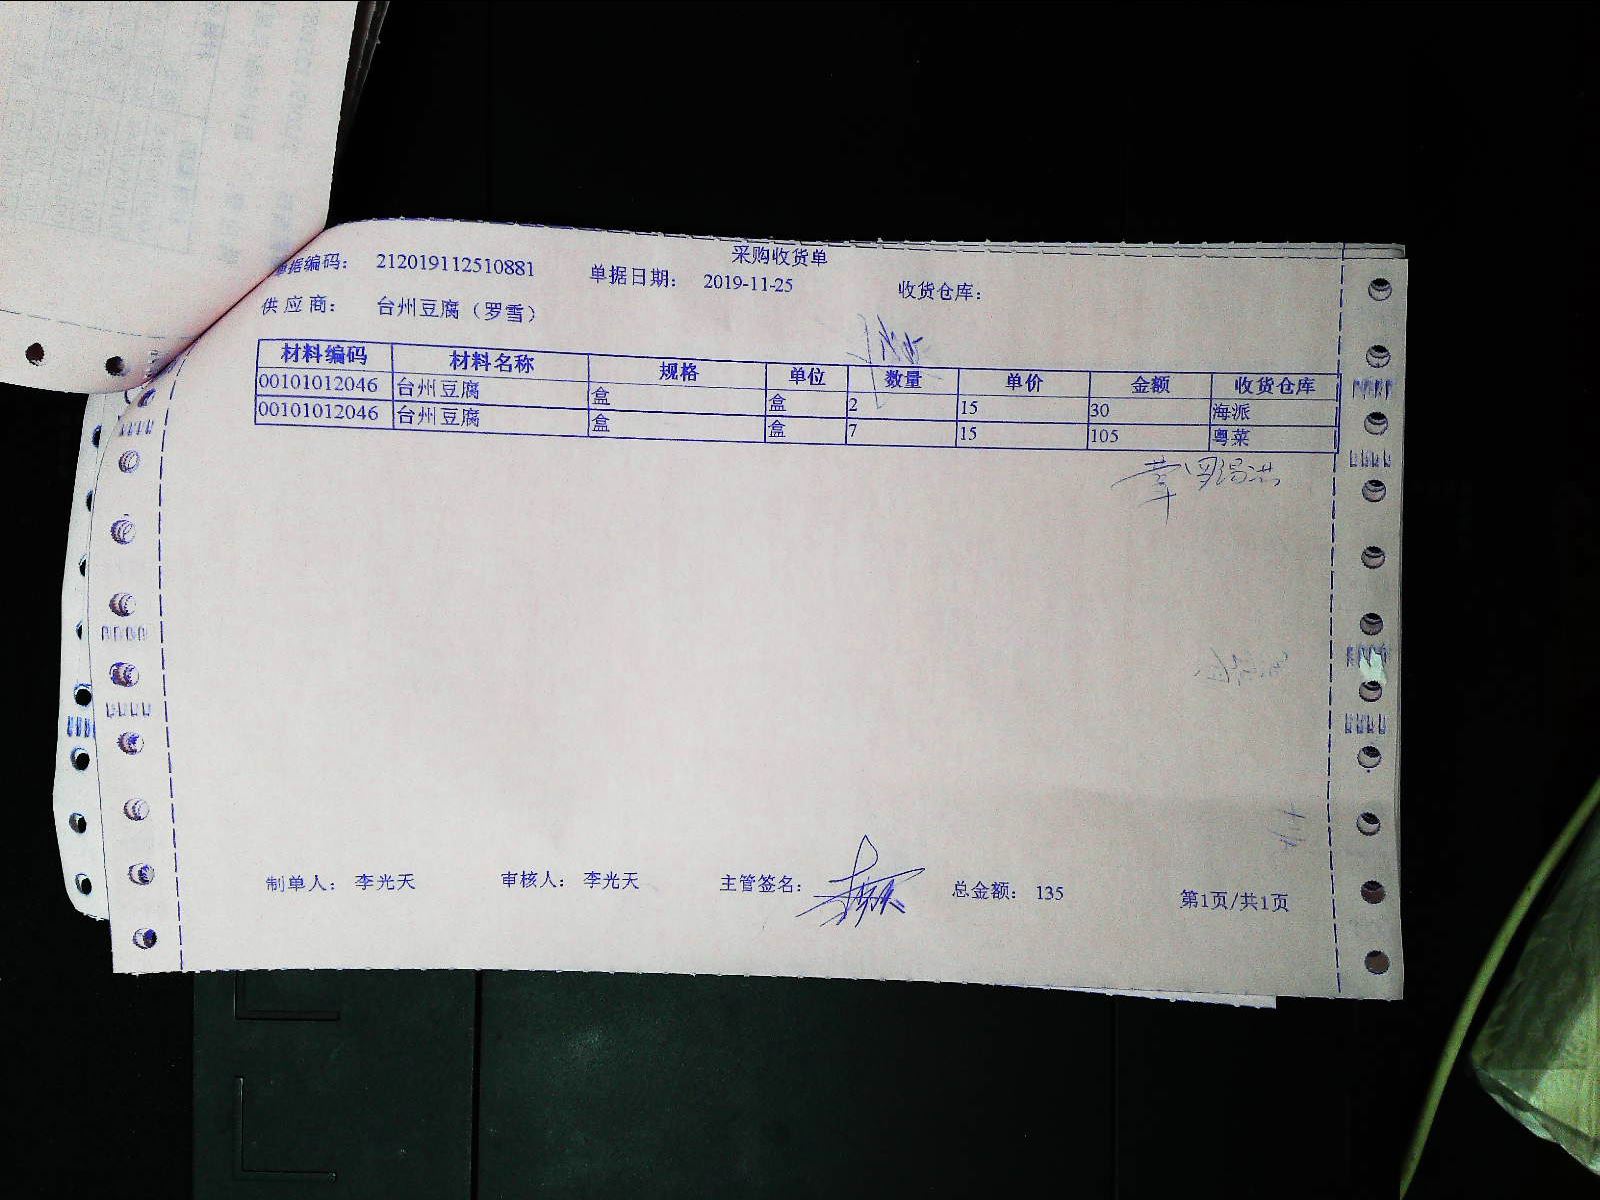 采购收货单
单据编码： 212019112510881 单据日期： 2019-11-25 收货仓库：
供应商： 台州豆腐（罗雪）
材料编码 材料名称 规格 单位 数量 单价 金额 收货仓库
00101012046 台州豆腐 盒 盒 2 15 30 海派
00101012046 台州豆腐 盒 盒 7 15 105 粤菜
制单人： 李光天 审核人： 李光天 主管签名： 总金额： 135 第1页/共1页